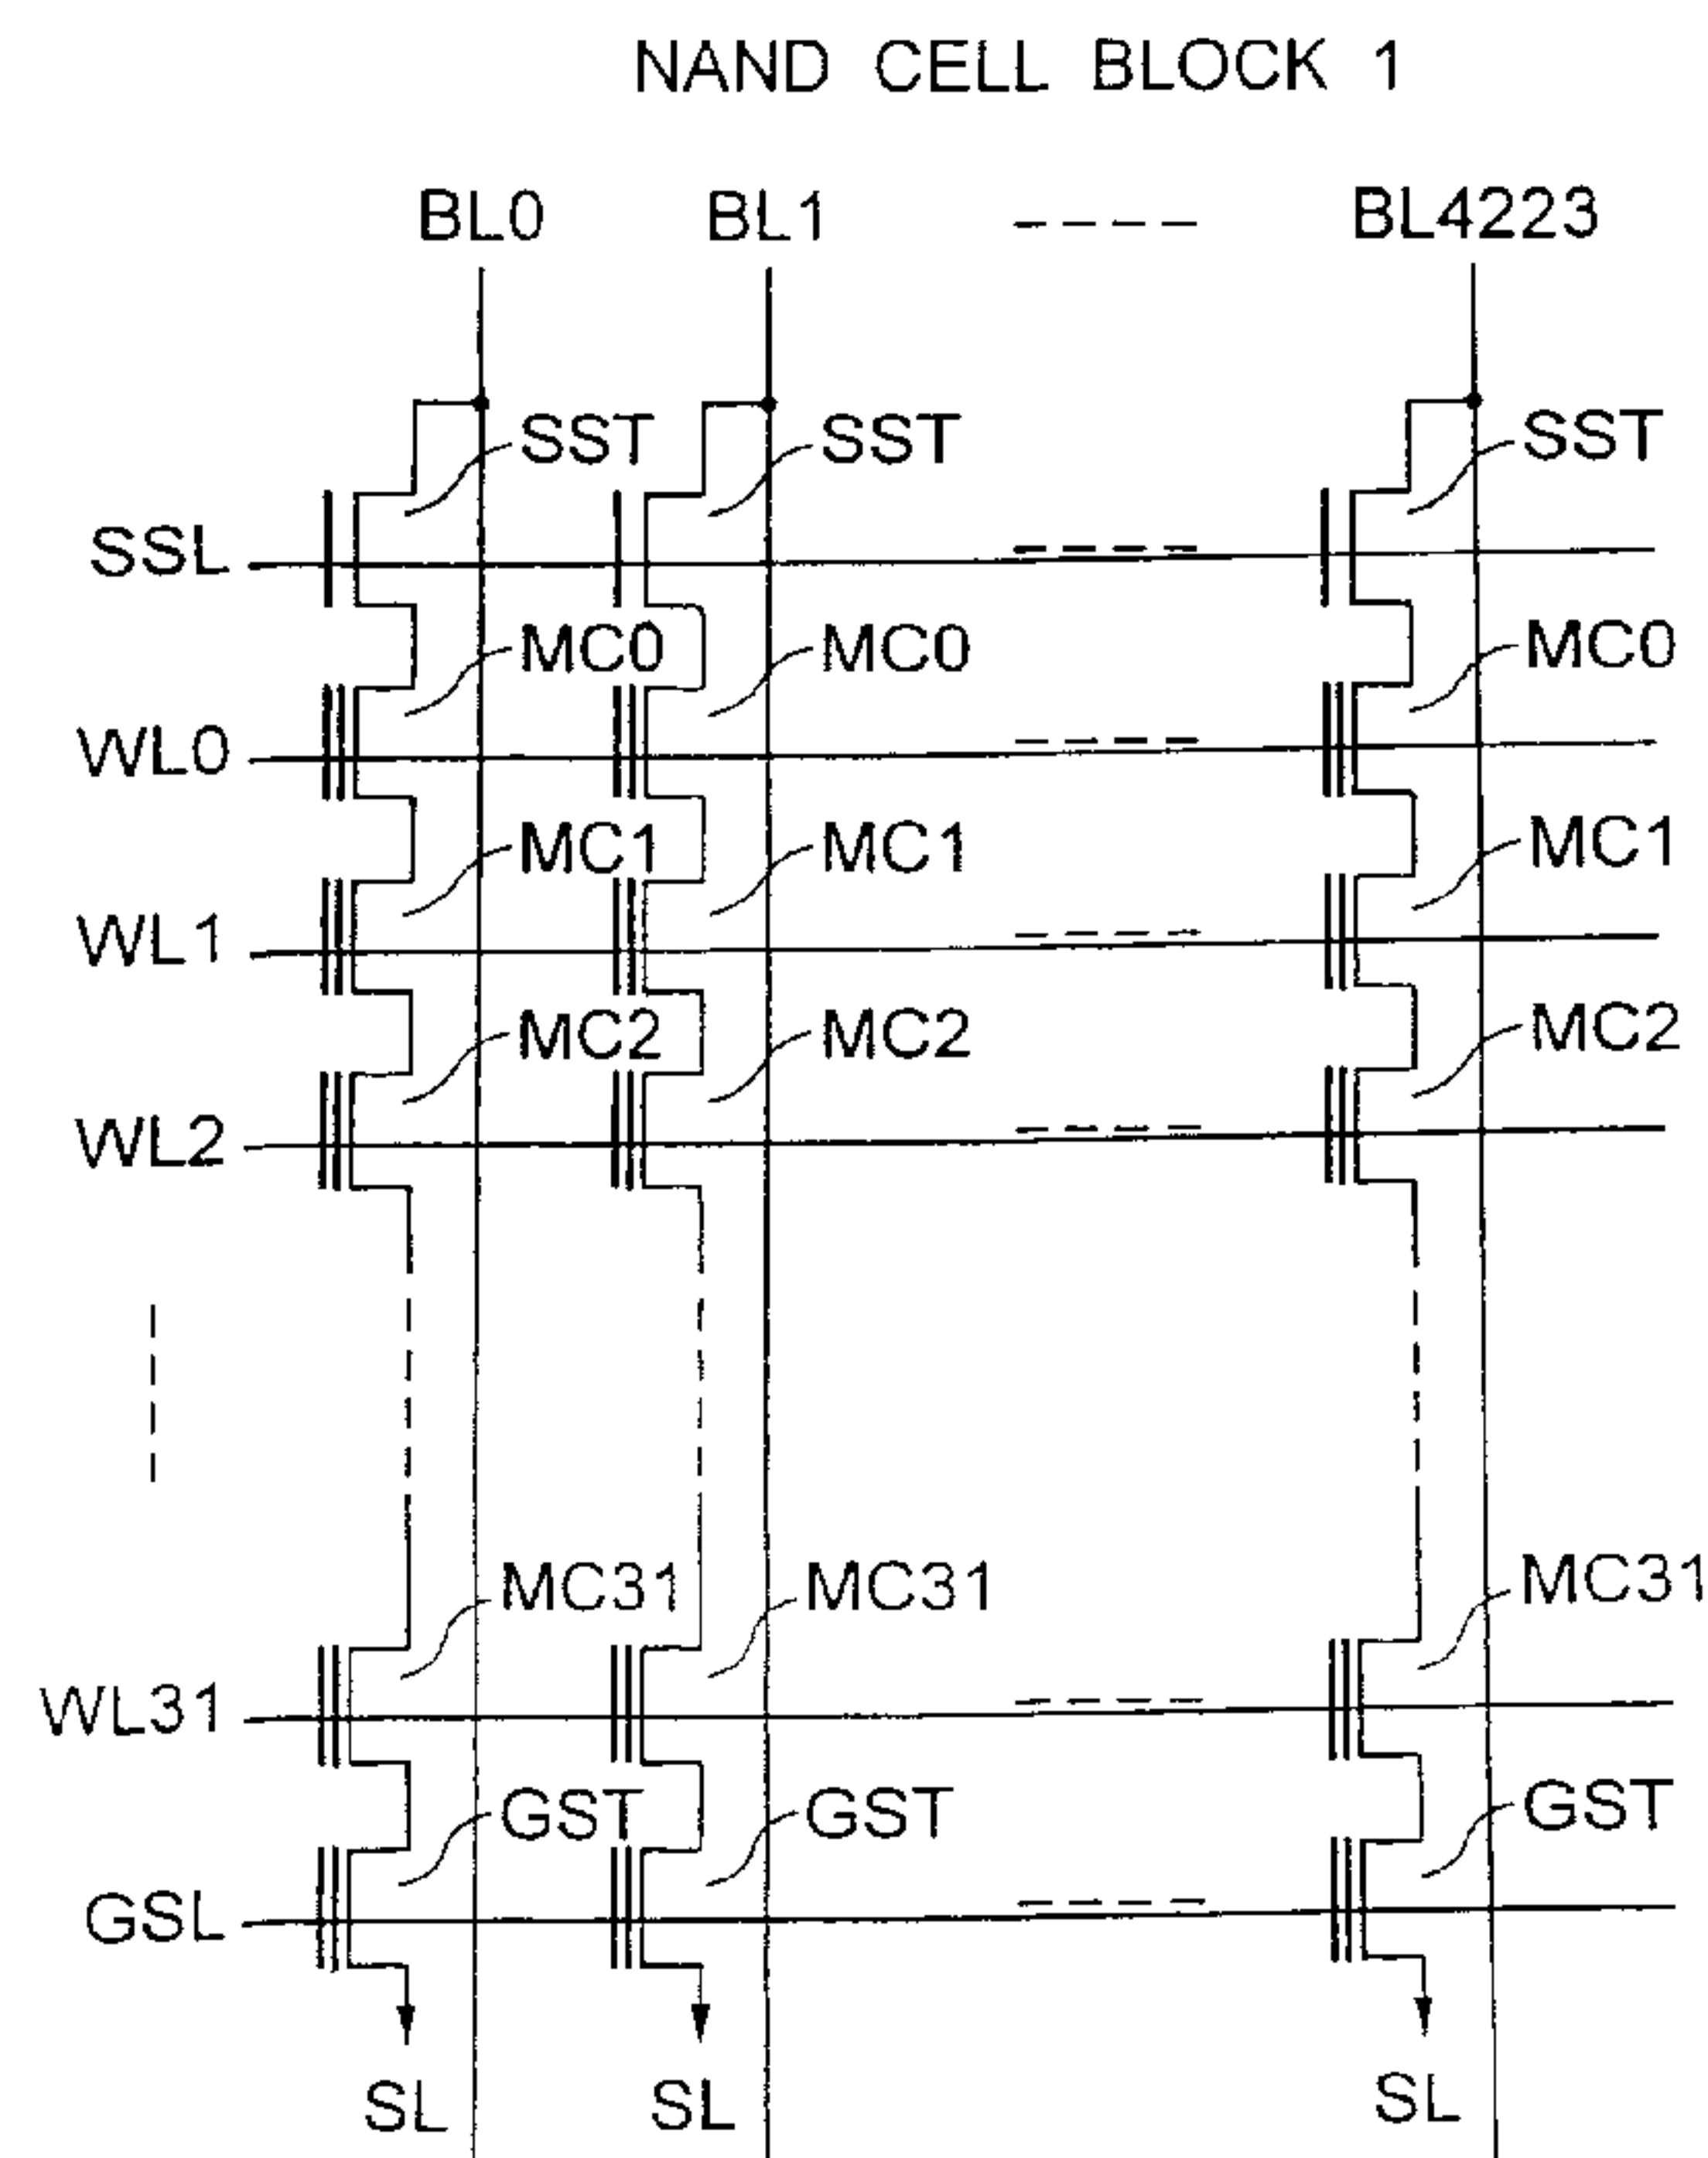 NAND CELL BLOCK 1
BL0 BL1 BL4223
SST SST SST
SSL
MC0 MC0 MC0
WL0
MC1 MC1 MC1
WL1
MC2 MC2 MC2
WL2
MC31 MC31 MC31
WL31
GST GST GST
GSL
SL SL SL